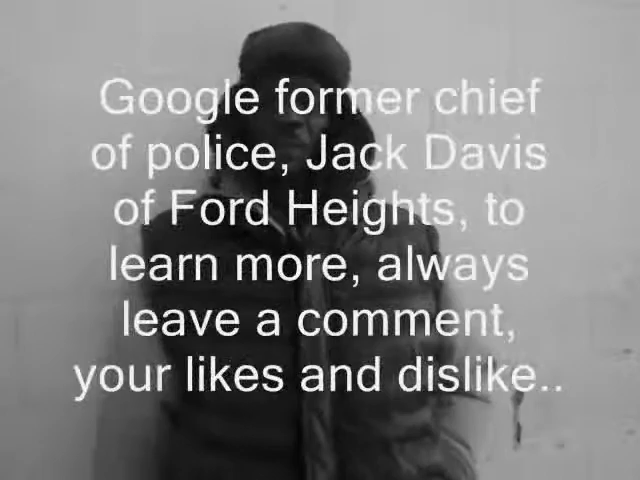 Google former chief
of police, Jack Davis
of Ford Heights, to
learn more, always
leave a comment,
your likes and dislike..